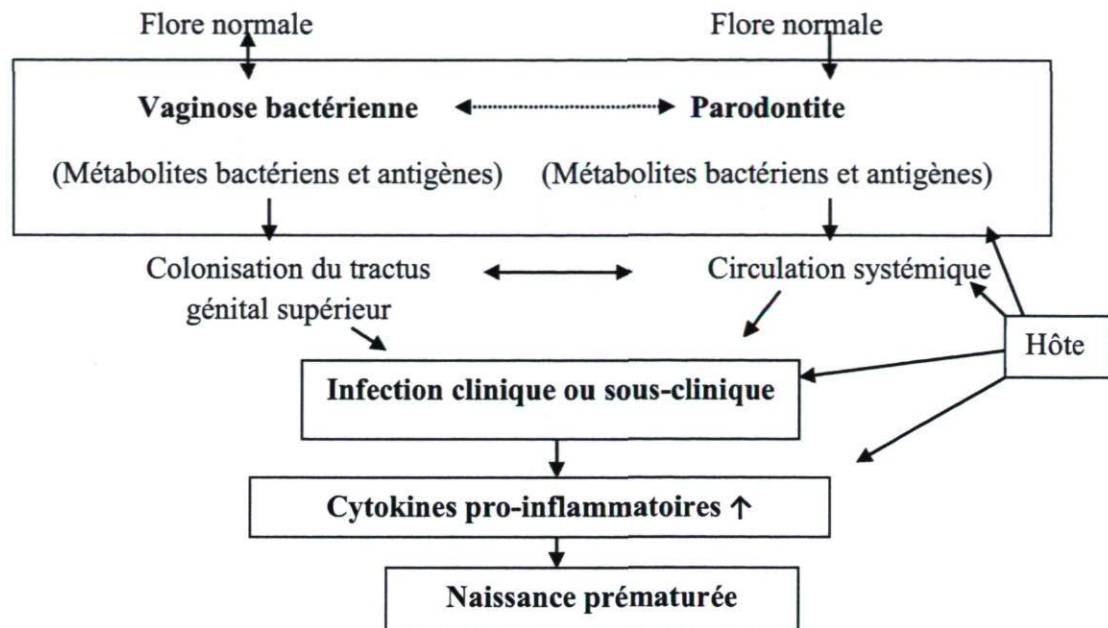 Flore normale Flore normale
Vaginose bactérienne Parodontite
(Métabolites bactériens et antigènes) (Métabolites bactériens et antigènes)
Colonisation du tractus Circulation systémique
génital supérieur
Hôte
Infection clinique ou sous-clinique
Cytokines pro-inflammatoires ↑
Naissance prématurée